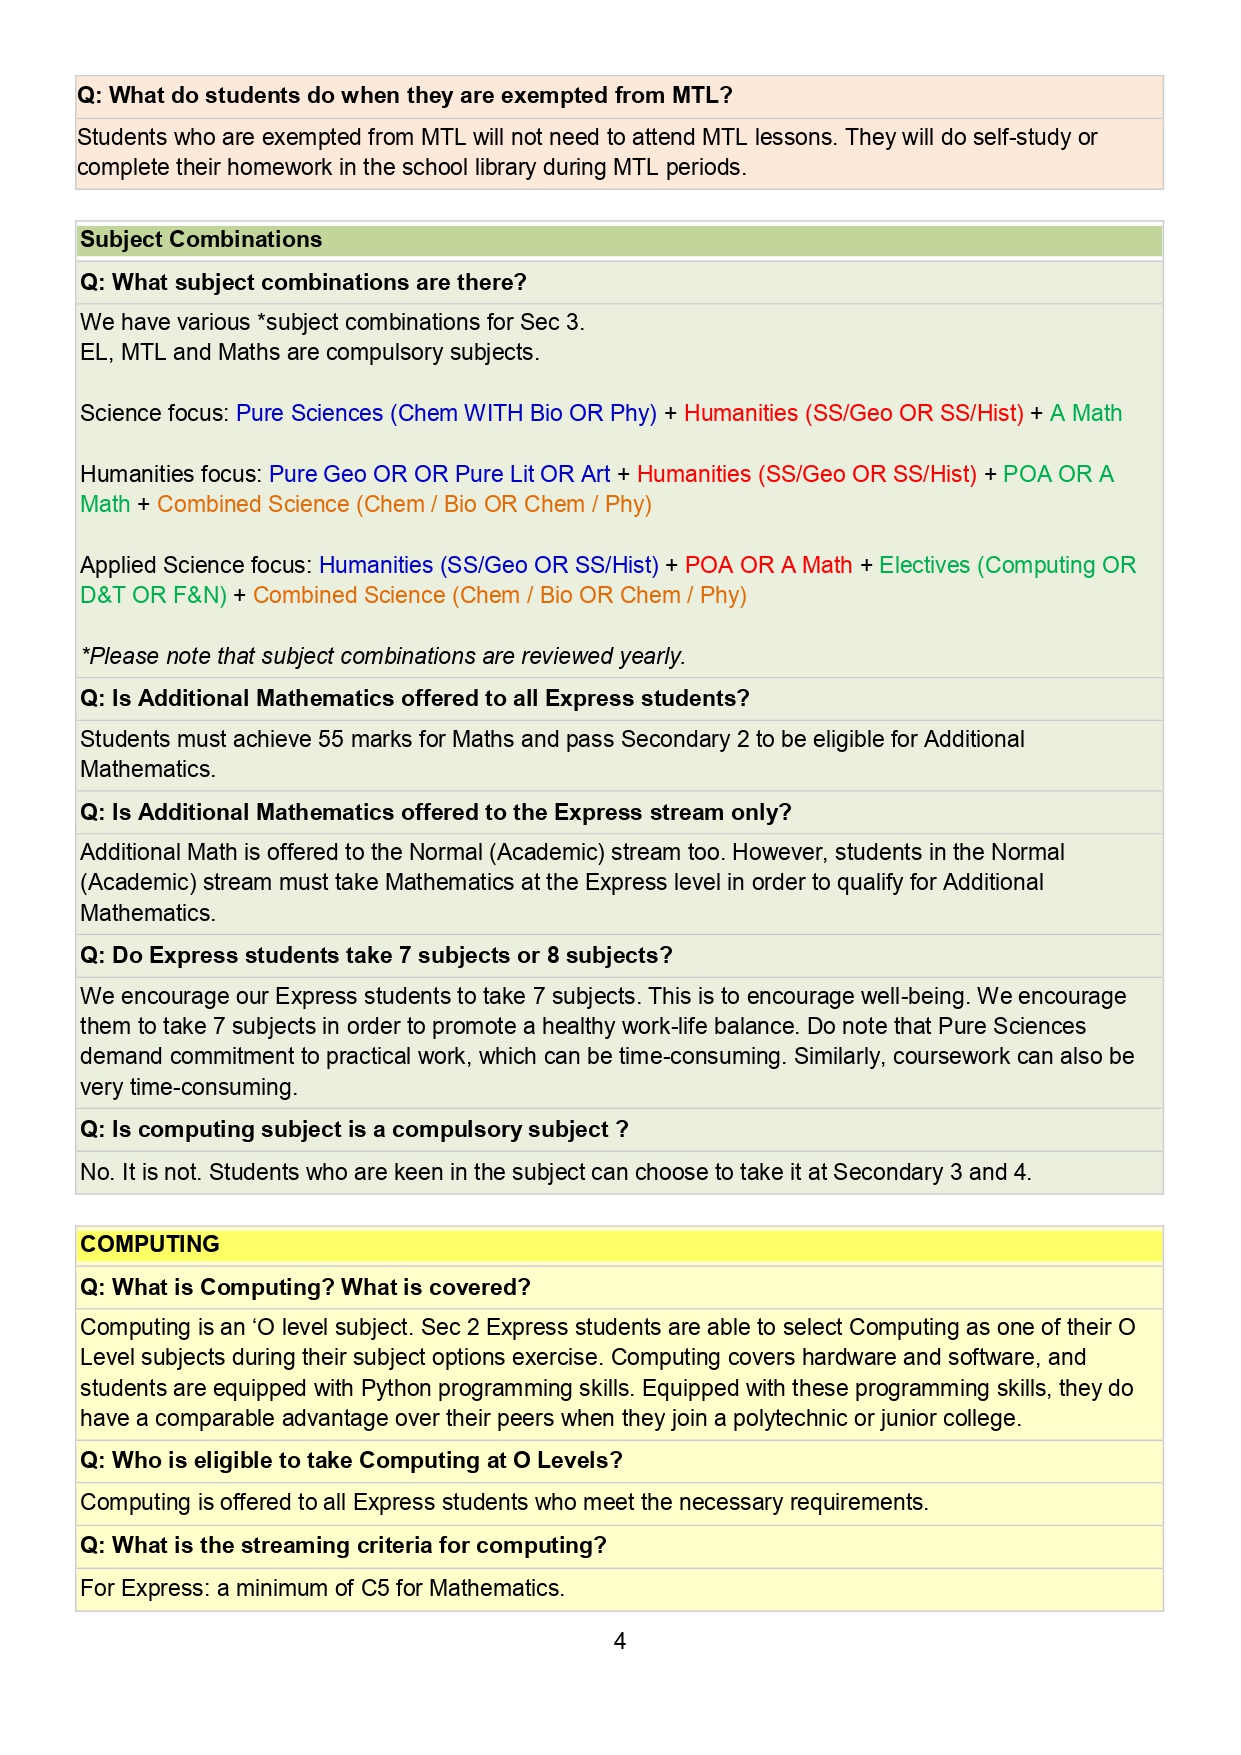 Q: What do students do when they are exempted from MTL?
Students who are exempted from MTL will not need to attend MTL lessons. They will do self-study or
complete their homework in the school library during MTL periods.
Subject Combinations
Q: What subject combinations are there?
We have various *subject combinations for Sec 3.
EL, MTL and Maths are compulsory subjects.
Science focus: Pure Sciences (Chem WITH Bio OR Phy) + Humanities (SS/Geo OR SS/Hist) + A Math
Humanities focus: Pure Geo OR OR Pure Lit OR Art + Humanities (SS/Geo OR SS/Hist) + POA OR A
Math + Combined Science (Chem / Bio OR Chem / Phy)
Applied Science focus: Humanities (SS/Geo OR SS/Hist) + POA OR A Math + Electives (Computing OR
D&T OR F&N) + Combined Science (Chem / Bio OR Chem / Phy)
*Please note that subject combinations are reviewed yearly.
Q: Is Additional Mathematics offered to all Express students?
Students must achieve 55 marks for Maths and pass Secondary 2 to be eligible for Additional
Mathematics.
Q: Is Additional Mathematics offered to the Express stream only?
Additional Math is offered to the Normal (Academic) stream too. However, students in the Normal
(Academic) stream must take Mathematics at the Express level in order to qualify for Additional
Mathematics.
Q: Do Express students take 7 subjects or 8 subjects?
We encourage our Express students to take 7 subjects. This is to encourage well-being. We encourage
them to take 7 subjects in order to promote a healthy work-life balance. Do note that Pure Sciences
demand commitment to practical work, which can be time-consuming. Similarly, coursework can also be
very time-consuming.
Q: Is computing subject is a compulsory subject ?
No. It is not. Students who are keen in the subject can choose to take it at Secondary 3 and 4.
COMPUTING
Q: What is Computing? What is covered?
Computing is an ‘O level subject. Sec 2 Express students are able to select Computing as one of their O
Level subjects during their subject options exercise. Computing covers hardware and software, and
students are equipped with Python programming skills. Equipped with these programming skills, they do
have a comparable advantage over their peers when they join a polytechnic or junior college.
Q: Who is eligible to take Computing at O Levels?
Computing is offered to all Express students who meet the necessary requirements.
Q: What is the streaming criteria for computing?
For Express: a minimum of C5 for Mathematics.
4